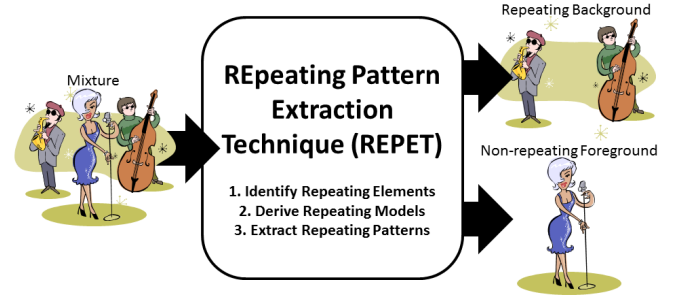 Mixture
REpeating Pattern
Extraction
Technique (REPET)
1. Identify Repeating Elements
2. Derive Repeating Models
3. Extract Repeating Patterns
Repeating Background
Non-repeating Foreground